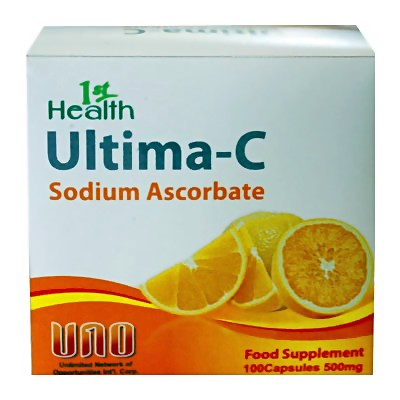 1st
Health
Ultima-C
Sodium Ascorbate
UNO
Unlimited Network of
Opportunities Int'l. Corp.
Food Supplement
100Capsules 500mg